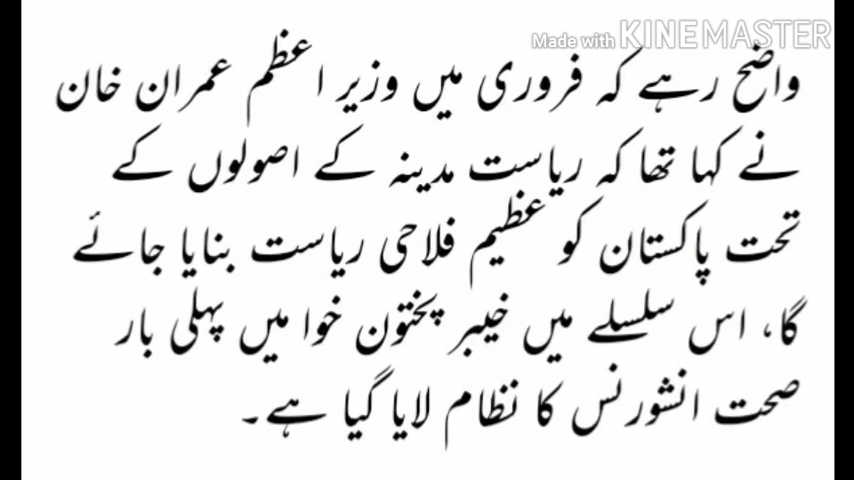 Made with KINEMASTER
واضح رہے کہ فروری میں وزیر اعظم عمران خان
نے کہا تھا کہ ریاست مدینہ کے اصولوں کے
تحت پاکستان کو عظیم فلاحی ریاست بنایا جائے
گا، اس سلسلے میں خیبر پختون خوا میں پہلی بار
صحت انشورنس کا نظام لایا گیا ہے۔